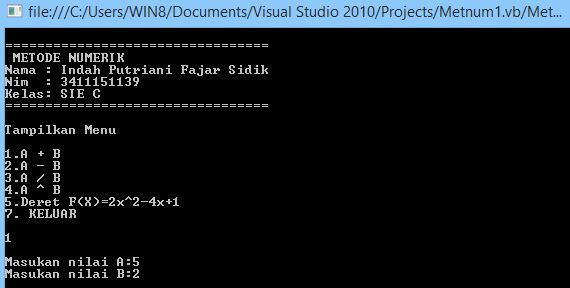 file:///C:/Users/WIN8/Documents/Visual Studio 2010/Projects/Metnum1.vb/Met...
=================================
METODE NUMERIK
Nama : Indah Putriani Fajar Sidik
Nim : 3411151139
Kelas: SIE C
=================================
Tampilkan Menu
1.A + B
2.A - B
3.A / B
4.A ^ B
5.Deret F(X)=2x^2-4x+1
7. KELUAR
1
Masukan nilai A:5
Masukan nilai B:2